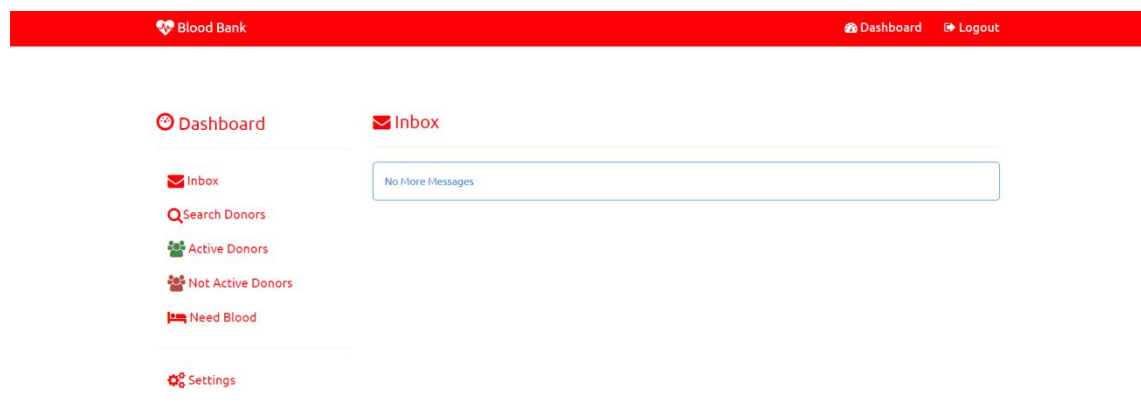 Blood Bank
Dashboard
Logout
Dashboard
Inbox
Search Donors
Active Donors
Not Active Donors
Need Blood
Settings
Inbox
No More Messages